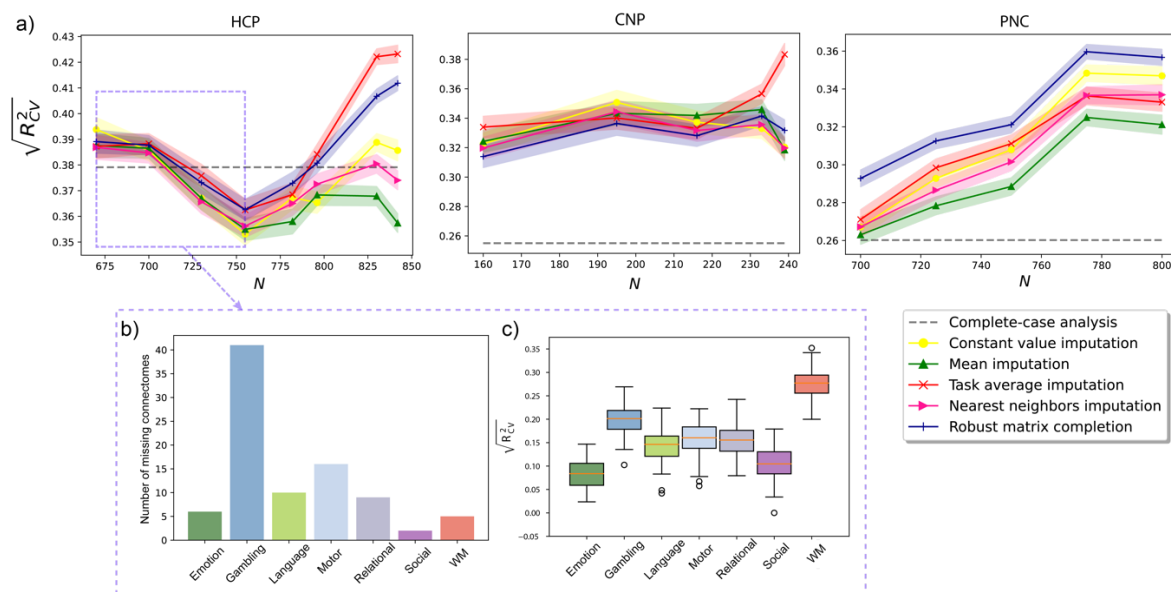 a)
HCP
CNP
PNC
√R²CV
0.43
0.42
0.41
0.40
0.39
0.38
0.37
0.36
0.35
675 700 725 750 775 800 825 850
N
0.38
0.36
0.34
0.32
0.30
0.28
0.26
160 170 180 190 200 210 220 230 240
N
0.36
0.34
0.32
0.30
0.28
0.26
700 720 740 760 780 800
N
b)
Number of missing connectomes
40
35
30
25
20
15
10
5
0
Emotion Gambling Language Motor Relational Social WM
c)
√R²CV
0.35
0.30
0.25
0.20
0.15
0.10
0.05
0.00
−0.05
Emotion Gambling Language Motor Relational Social WM
Complete-case analysis
Constant value imputation
Mean imputation
Task average imputation
Nearest neighbors imputation
Robust matrix completion